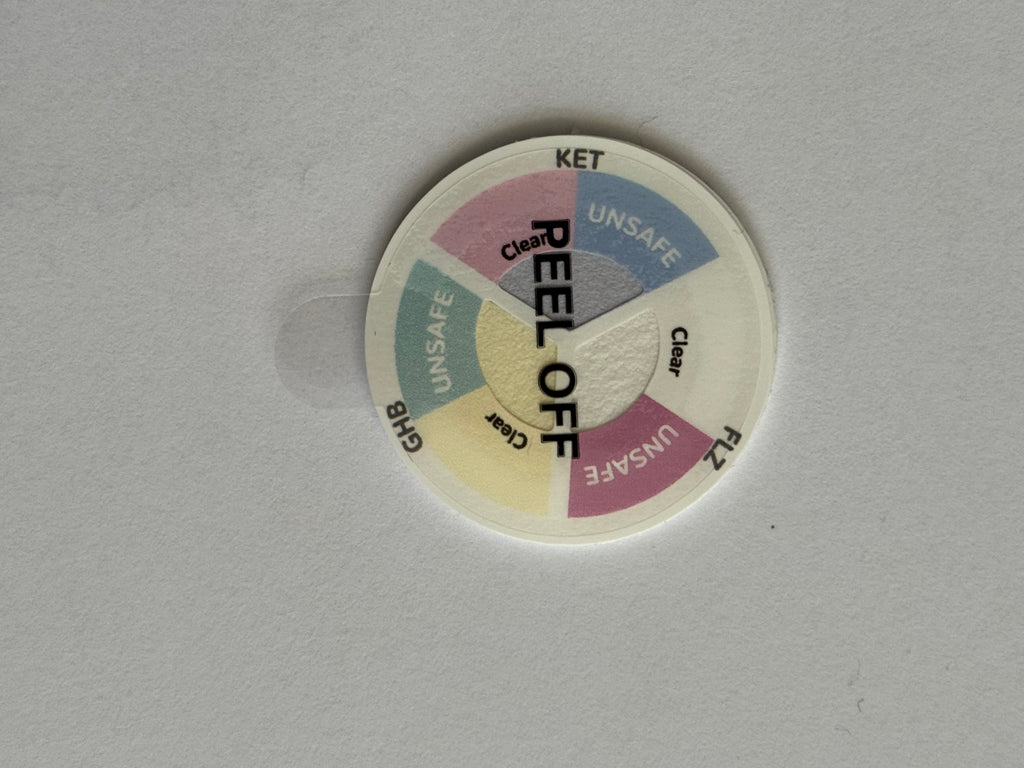 KET
UNSAFE
Clear
PEEL OFF
UNSAFE
Clear
GHB
Clear
UNSAFE
FLZ